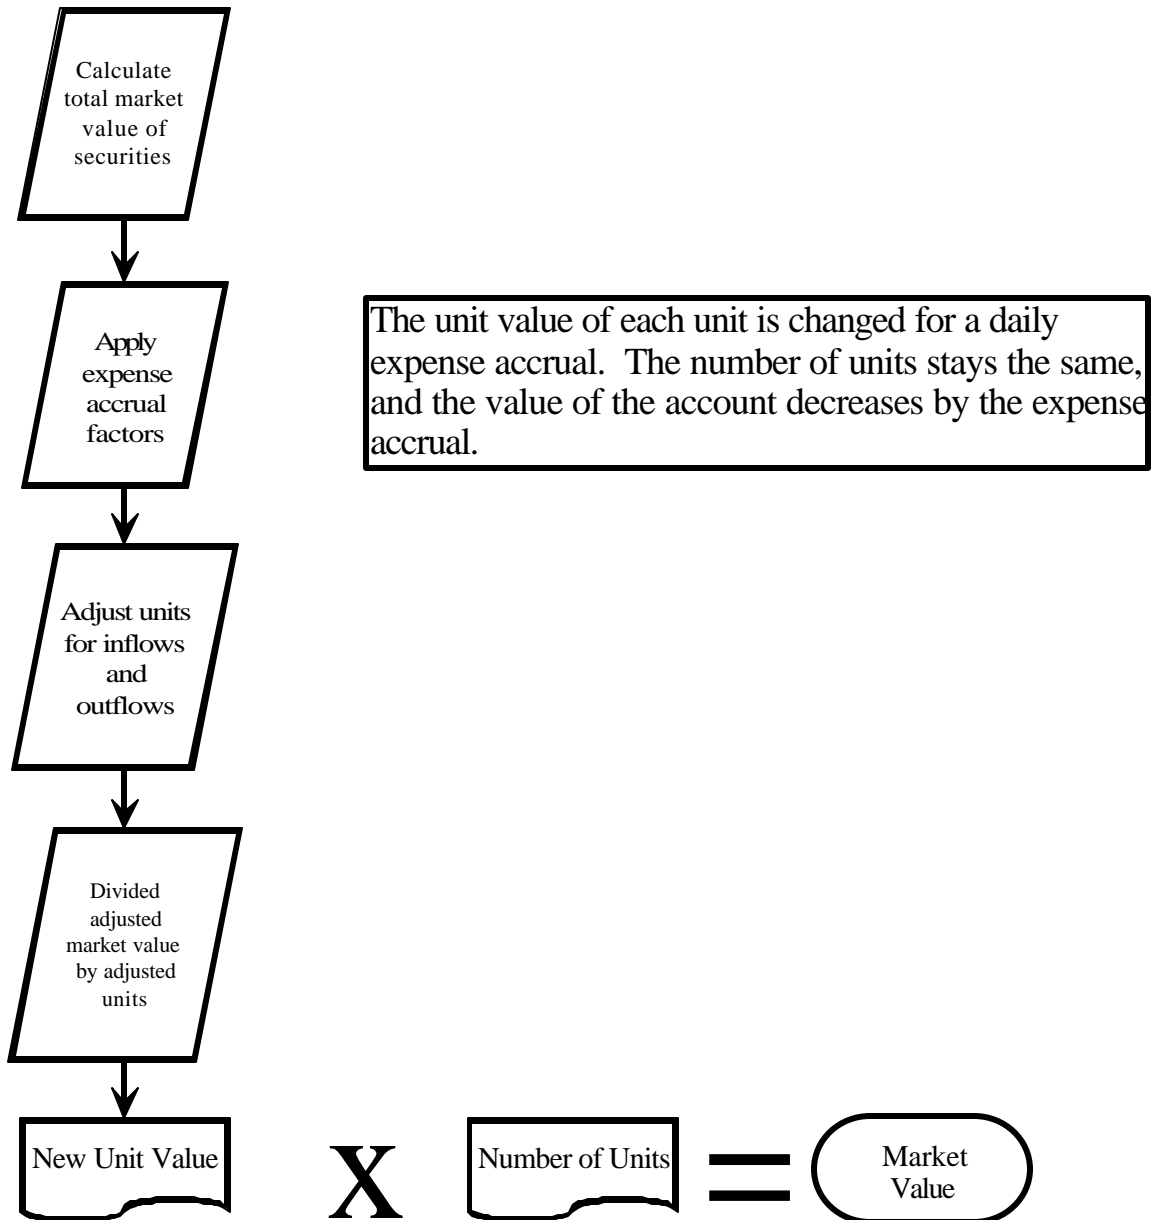 Calculate
total market
value of
securities
Apply
expense
accrual
factors
The unit value of each unit is changed for a daily
expense accrual.  The number of units stays the same,
and the value of the account decreases by the expense
accrual.
Adjust units
for inflows
and
outflows
Divided
adjusted
market value
by adjusted
units
New Unit Value
X
Number of Units
=
Market
Value